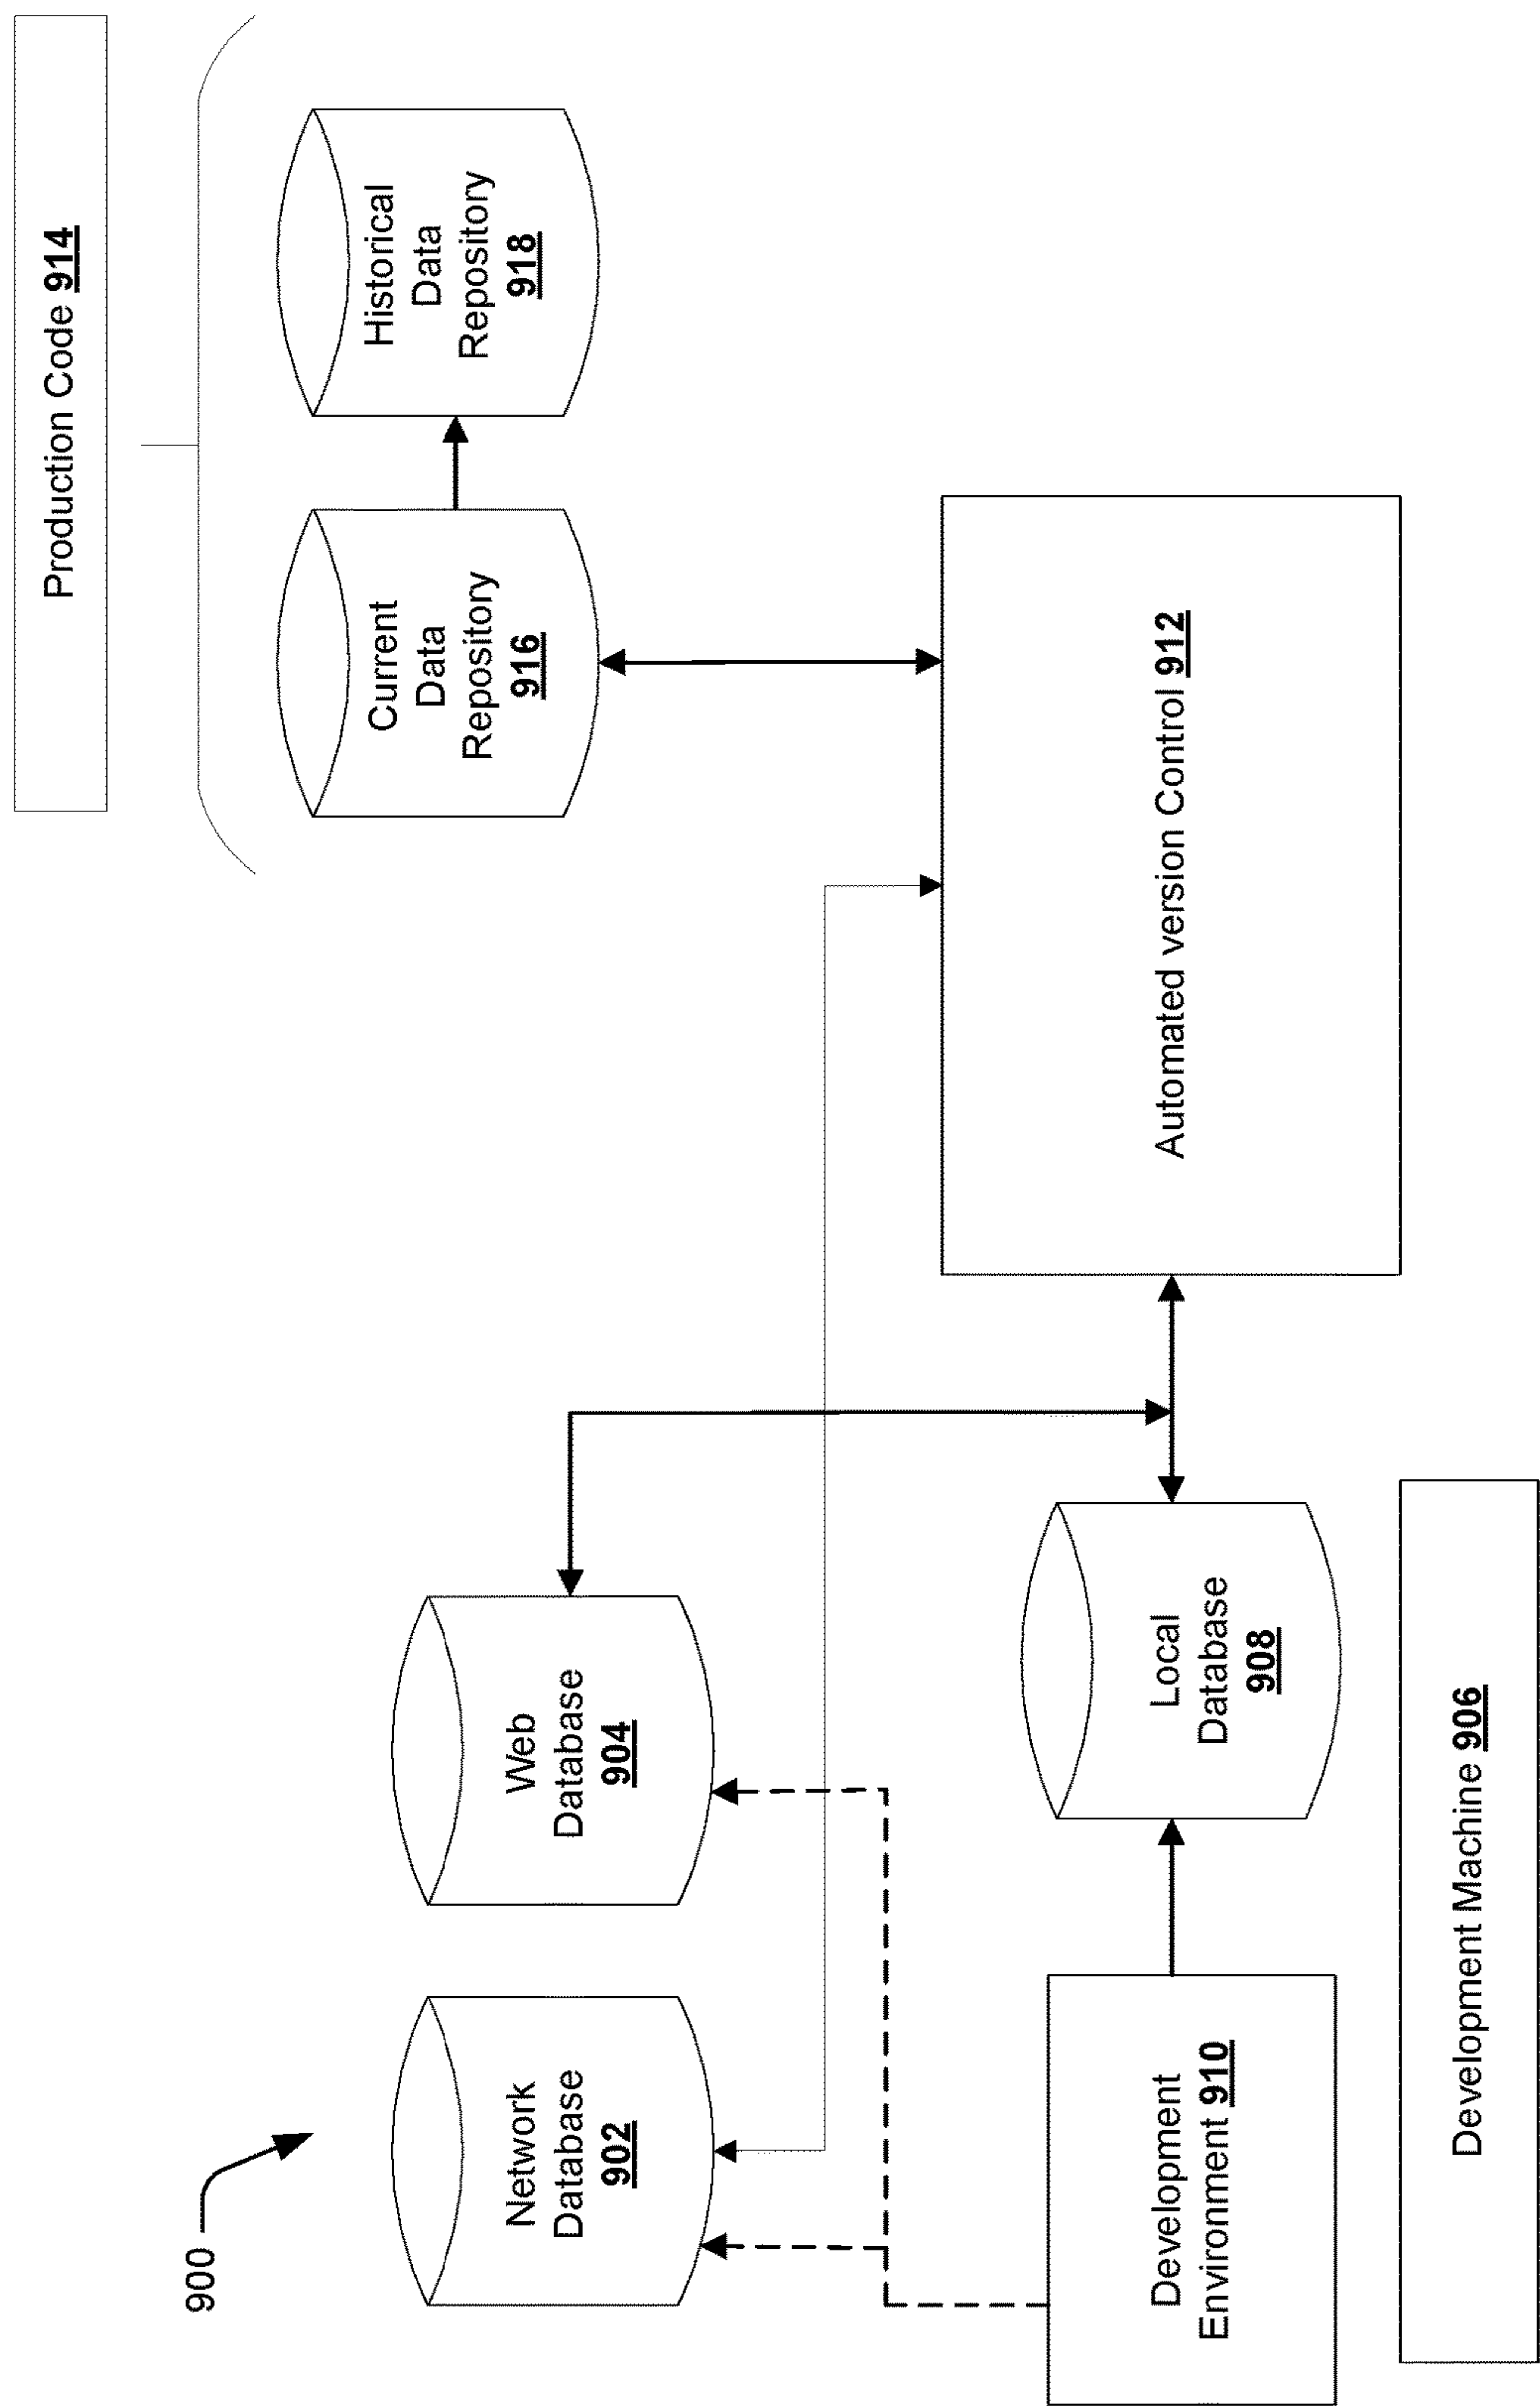 900
Network
Database
902
Web
Database
904
Production Code 914
Current
Data
Repository
916
Historical
Data
Repository
918
Development
Environment 910
Local
Database
908
Automated version Control 912
Development Machine 906